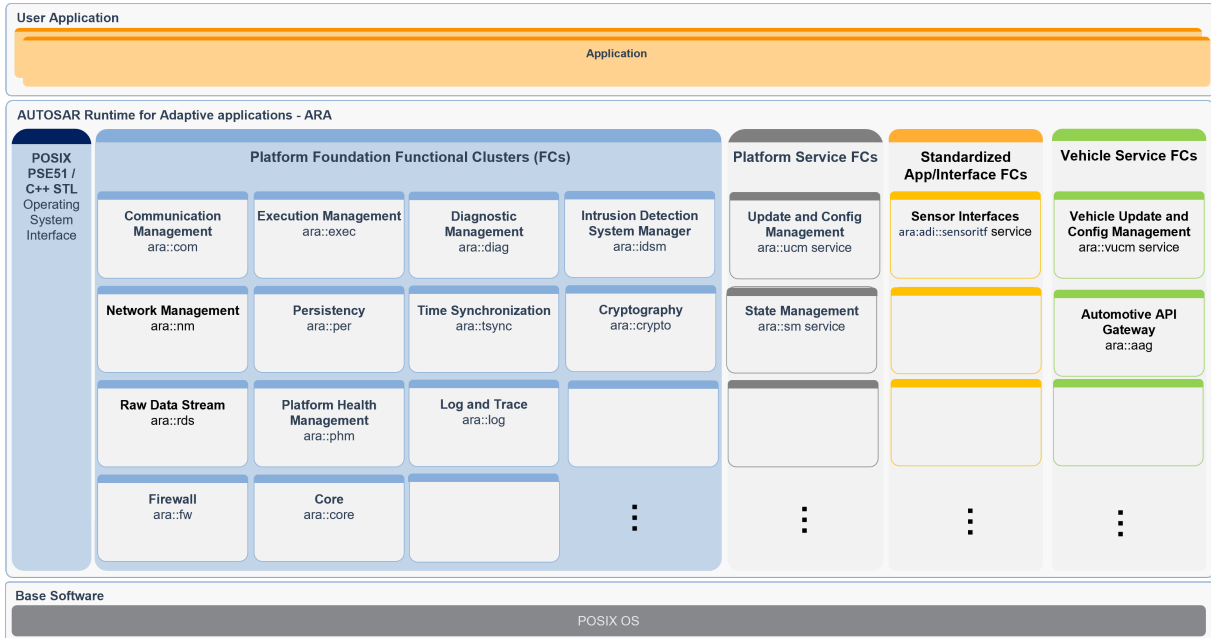 User Application
Application
AUTOSAR Runtime for Adaptive applications - ARA
POSIX
PSE51 /
C++ STL
Operating
System
Interface
Platform Foundation Functional Clusters (FCs)
Communication
Management
ara::com
Execution Management
ara::exec
Diagnostic
Management
ara::diag
Intrusion Detection
System Manager
ara::idsm
Network Management
ara::nm
Persistency
ara::per
Time Synchronization
ara::tsync
Cryptography
ara::crypto
Raw Data Stream
ara::rds
Platform Health
Management
ara::phm
Log and Trace
ara::log
Firewall
ara::fw
Core
ara::core
Platform Service FCs
Update and Config
Management
ara::ucm service
State Management
ara::sm service
Standardized
App/Interface FCs
Sensor Interfaces
ara:adi::sensoritf service
Vehicle Service FCs
Vehicle Update and
Config Management
ara::vucm service
Automotive API
Gateway
ara::aag
Base Software
POSIX OS